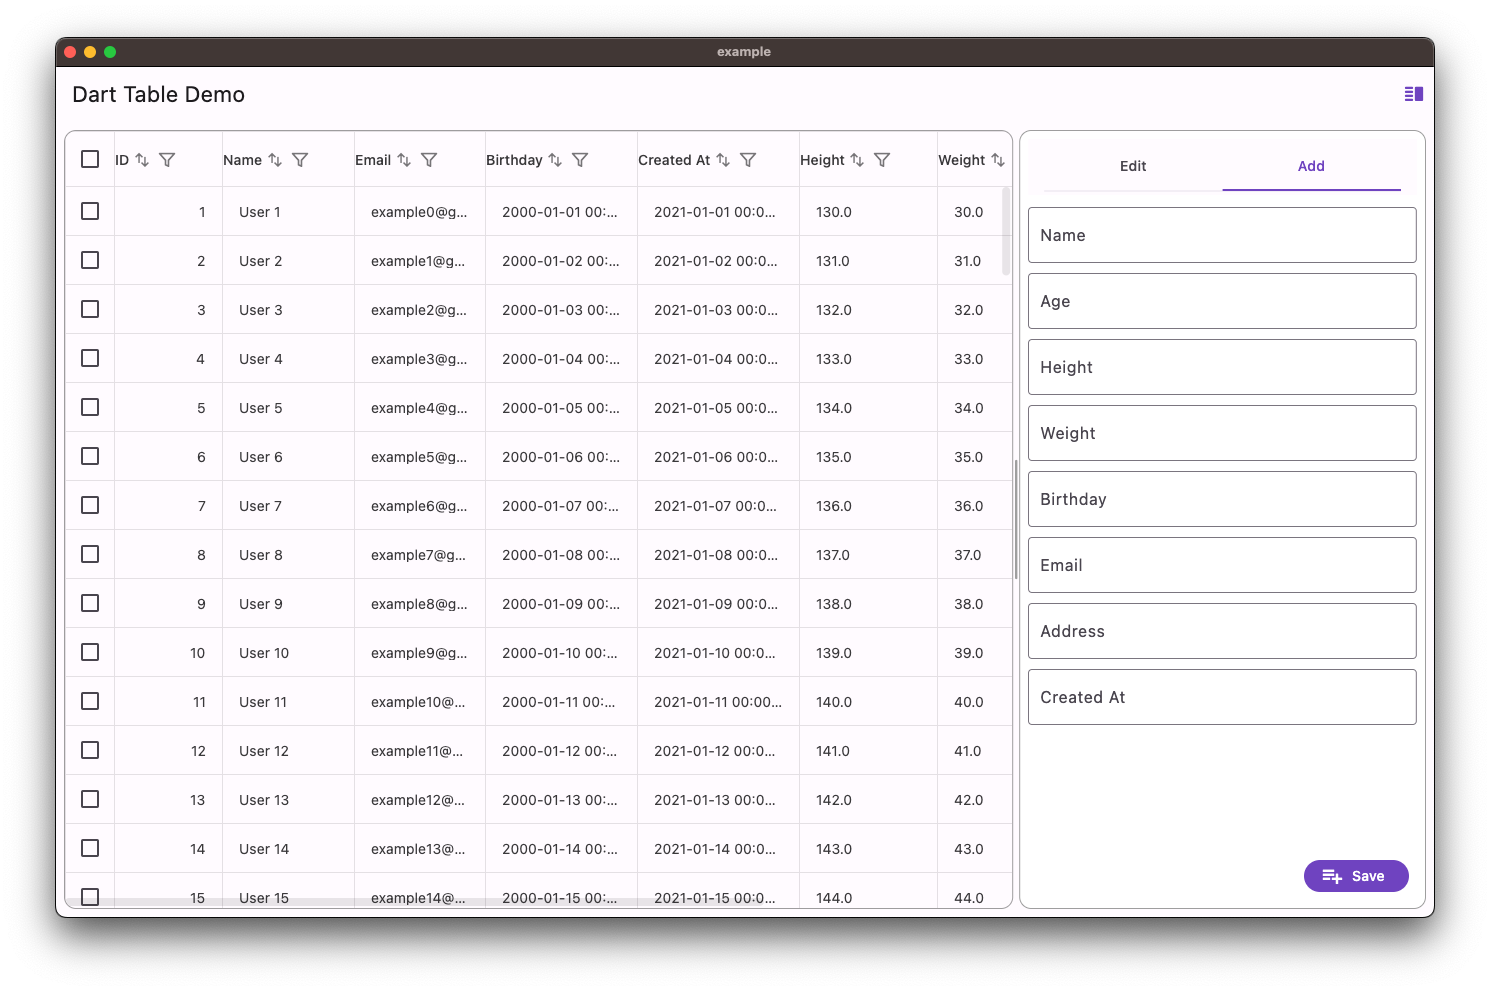 example
Dart Table Demo
ID Name Email Birthday Created At Height Weight
1 User 1 example0@g... 2000-01-01 00:... 2021-01-01 00:0... 130.0 30.0
2 User 2 example1@g... 2000-01-02 00:... 2021-01-02 00:0... 131.0 31.0
3 User 3 example2@g... 2000-01-03 00:... 2021-01-03 00:0... 132.0 32.0
4 User 4 example3@g... 2000-01-04 00:... 2021-01-04 00:0... 133.0 33.0
5 User 5 example4@g... 2000-01-05 00:... 2021-01-05 00:0... 134.0 34.0
6 User 6 example5@g... 2000-01-06 00:... 2021-01-06 00:0... 135.0 35.0
7 User 7 example6@g... 2000-01-07 00:... 2021-01-07 00:0... 136.0 36.0
8 User 8 example7@g... 2000-01-08 00:... 2021-01-08 00:0... 137.0 37.0
9 User 9 example8@g... 2000-01-09 00:... 2021-01-09 00:0... 138.0 38.0
10 User 10 example9@g... 2000-01-10 00:... 2021-01-10 00:0... 139.0 39.0
11 User 11 example10@... 2000-01-11 00:... 2021-01-11 00:00... 140.0 40.0
12 User 12 example11@... 2000-01-12 00:... 2021-01-12 00:0... 141.0 41.0
13 User 13 example12@... 2000-01-13 00:... 2021-01-13 00:0... 142.0 42.0
14 User 14 example13@... 2000-01-14 00:... 2021-01-14 00:0... 143.0 43.0
15 User 15 example14@... 2000-01-15 00:... 2021-01-15 00:0... 144.0 44.0
Edit Add
Name
Age
Height
Weight
Birthday
Email
Address
Created At
Save